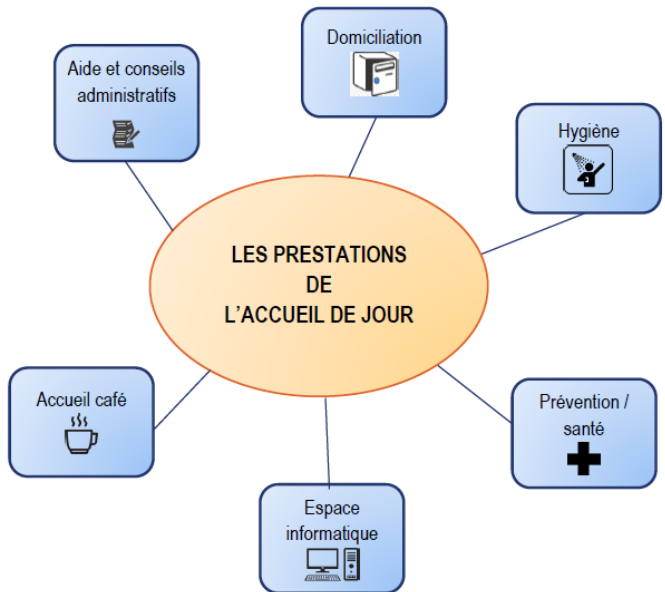 Domiciliation
Aide et conseils
administratifs
Hygiène
LES PRESTATIONS
DE
L'ACCUEIL DE JOUR
Accueil café
Prévention /
santé
Espace
informatique